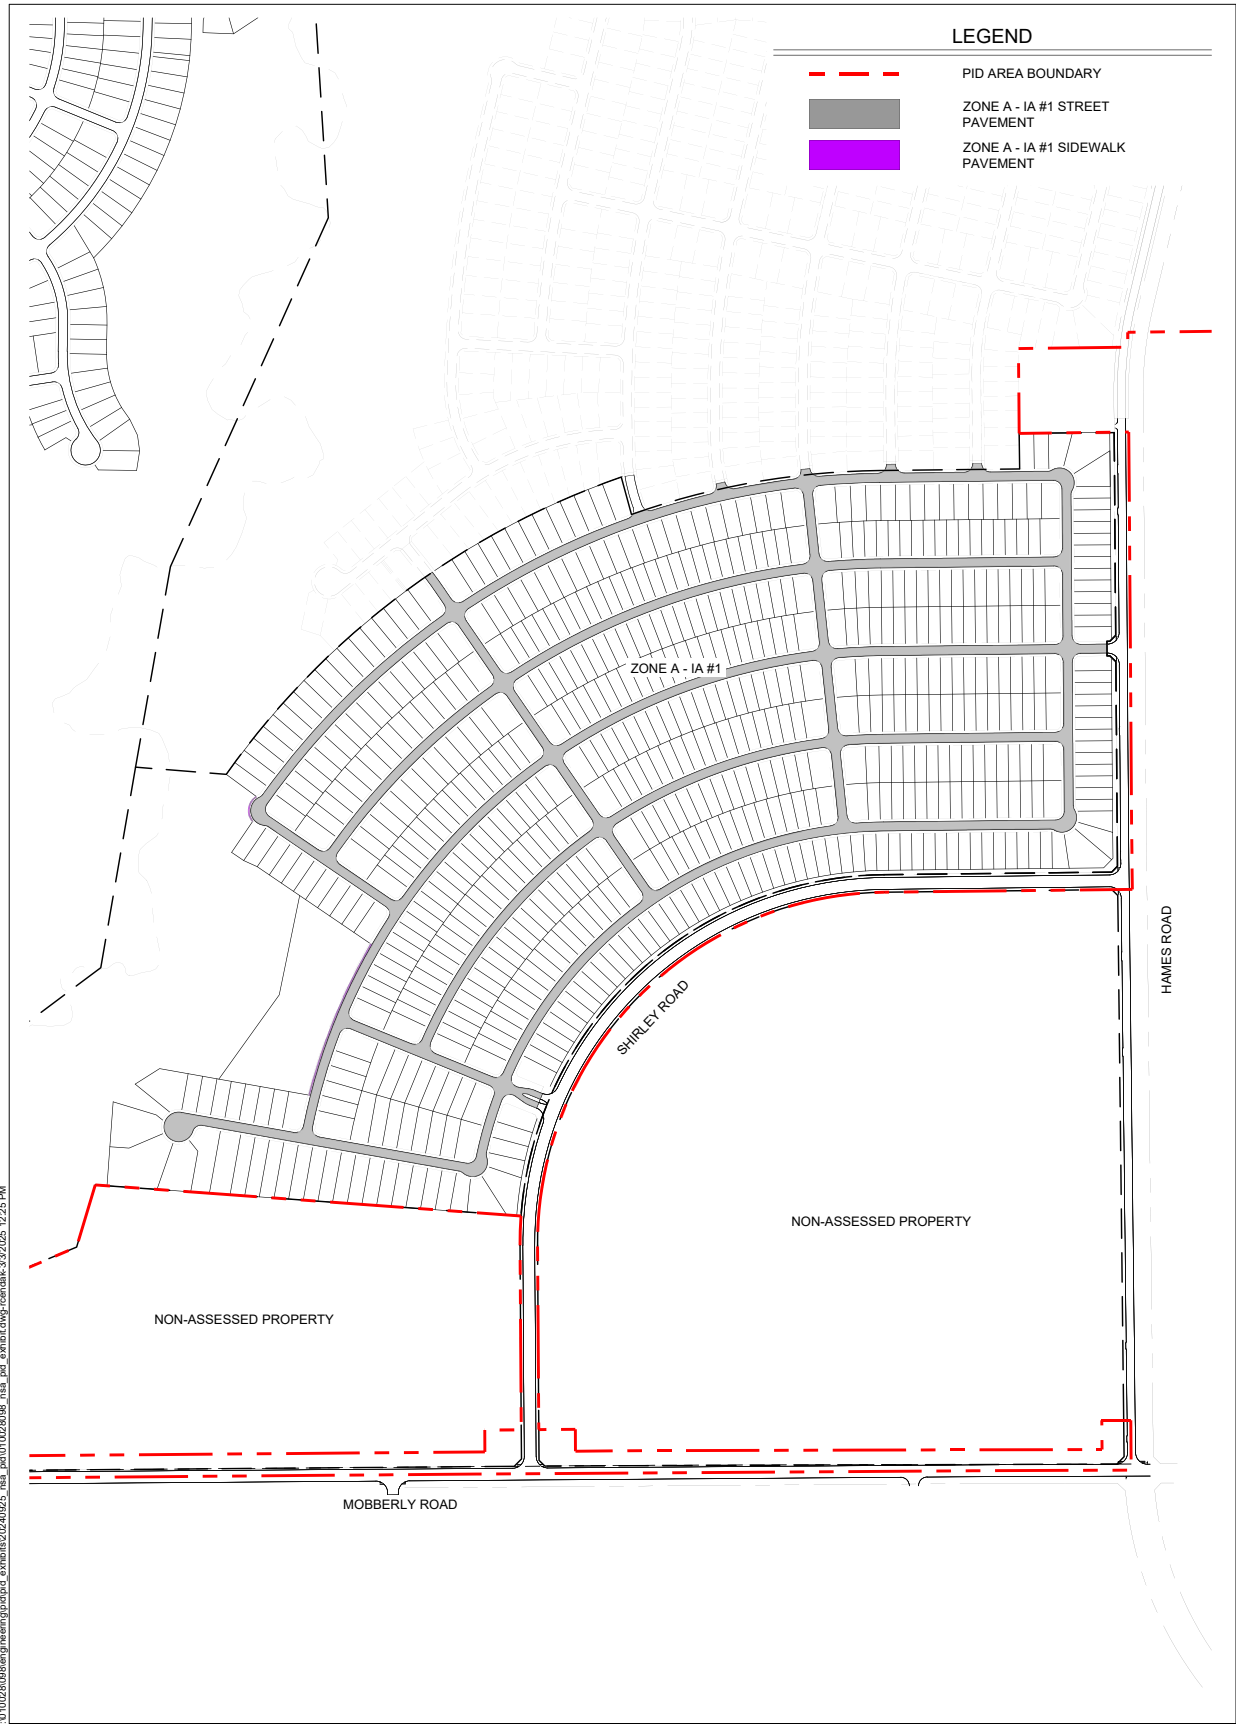 LEGEND
PID AREA BOUNDARY
ZONE A - IA #1 STREET
PAVEMENT
ZONE A - IA #1 SIDEWALK
PAVEMENT
ZONE A - IA #1
HAMES ROAD
SHIRLEY ROAD
NON-ASSESSED PROPERTY
NON-ASSESSED PROPERTY
MOBBERLY ROAD